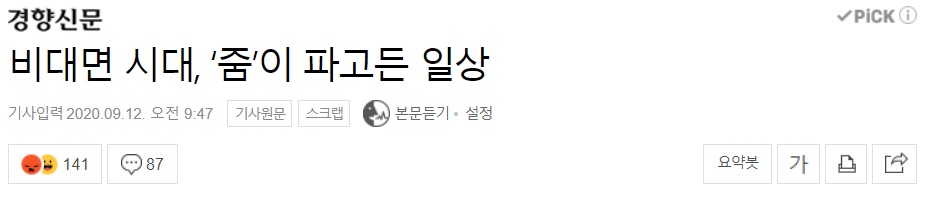 경향신문
PiCK
비대면 시대, ‘줌’이 파고든 일상
기사입력 2020.09.12. 오전 9:47 기사원문 스크랩 본문듣기 설정
141 87 요약봇 가